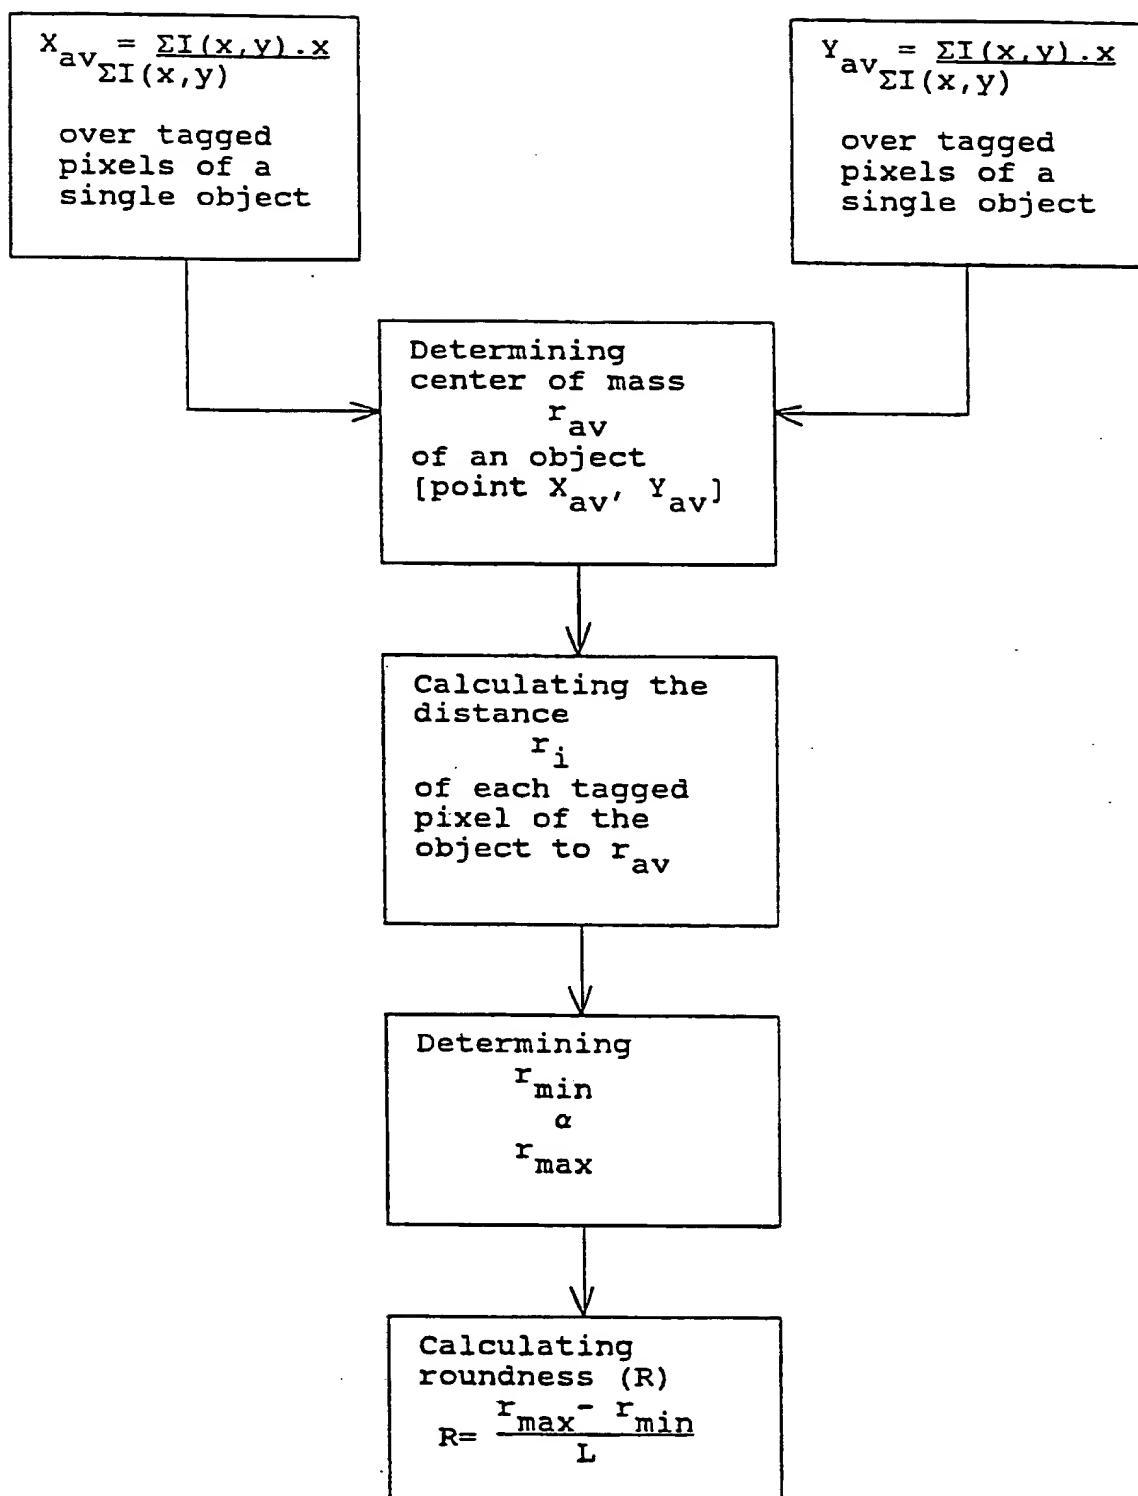 X_av = ΣI(x,y).x
ΣI(x,y)
over tagged
pixels of a
single object
Y_av = ΣI(x,y).x
ΣI(x,y)
over tagged
pixels of a
single object
Determining
center of mass
r_av
of an object
[point X_av, Y_av]
Calculating the
distance
r_i
of each tagged
pixel of the
object to r_av
Determining
r_min
α
r_max
Calculating
roundness (R)
R= r_max- r_min
L